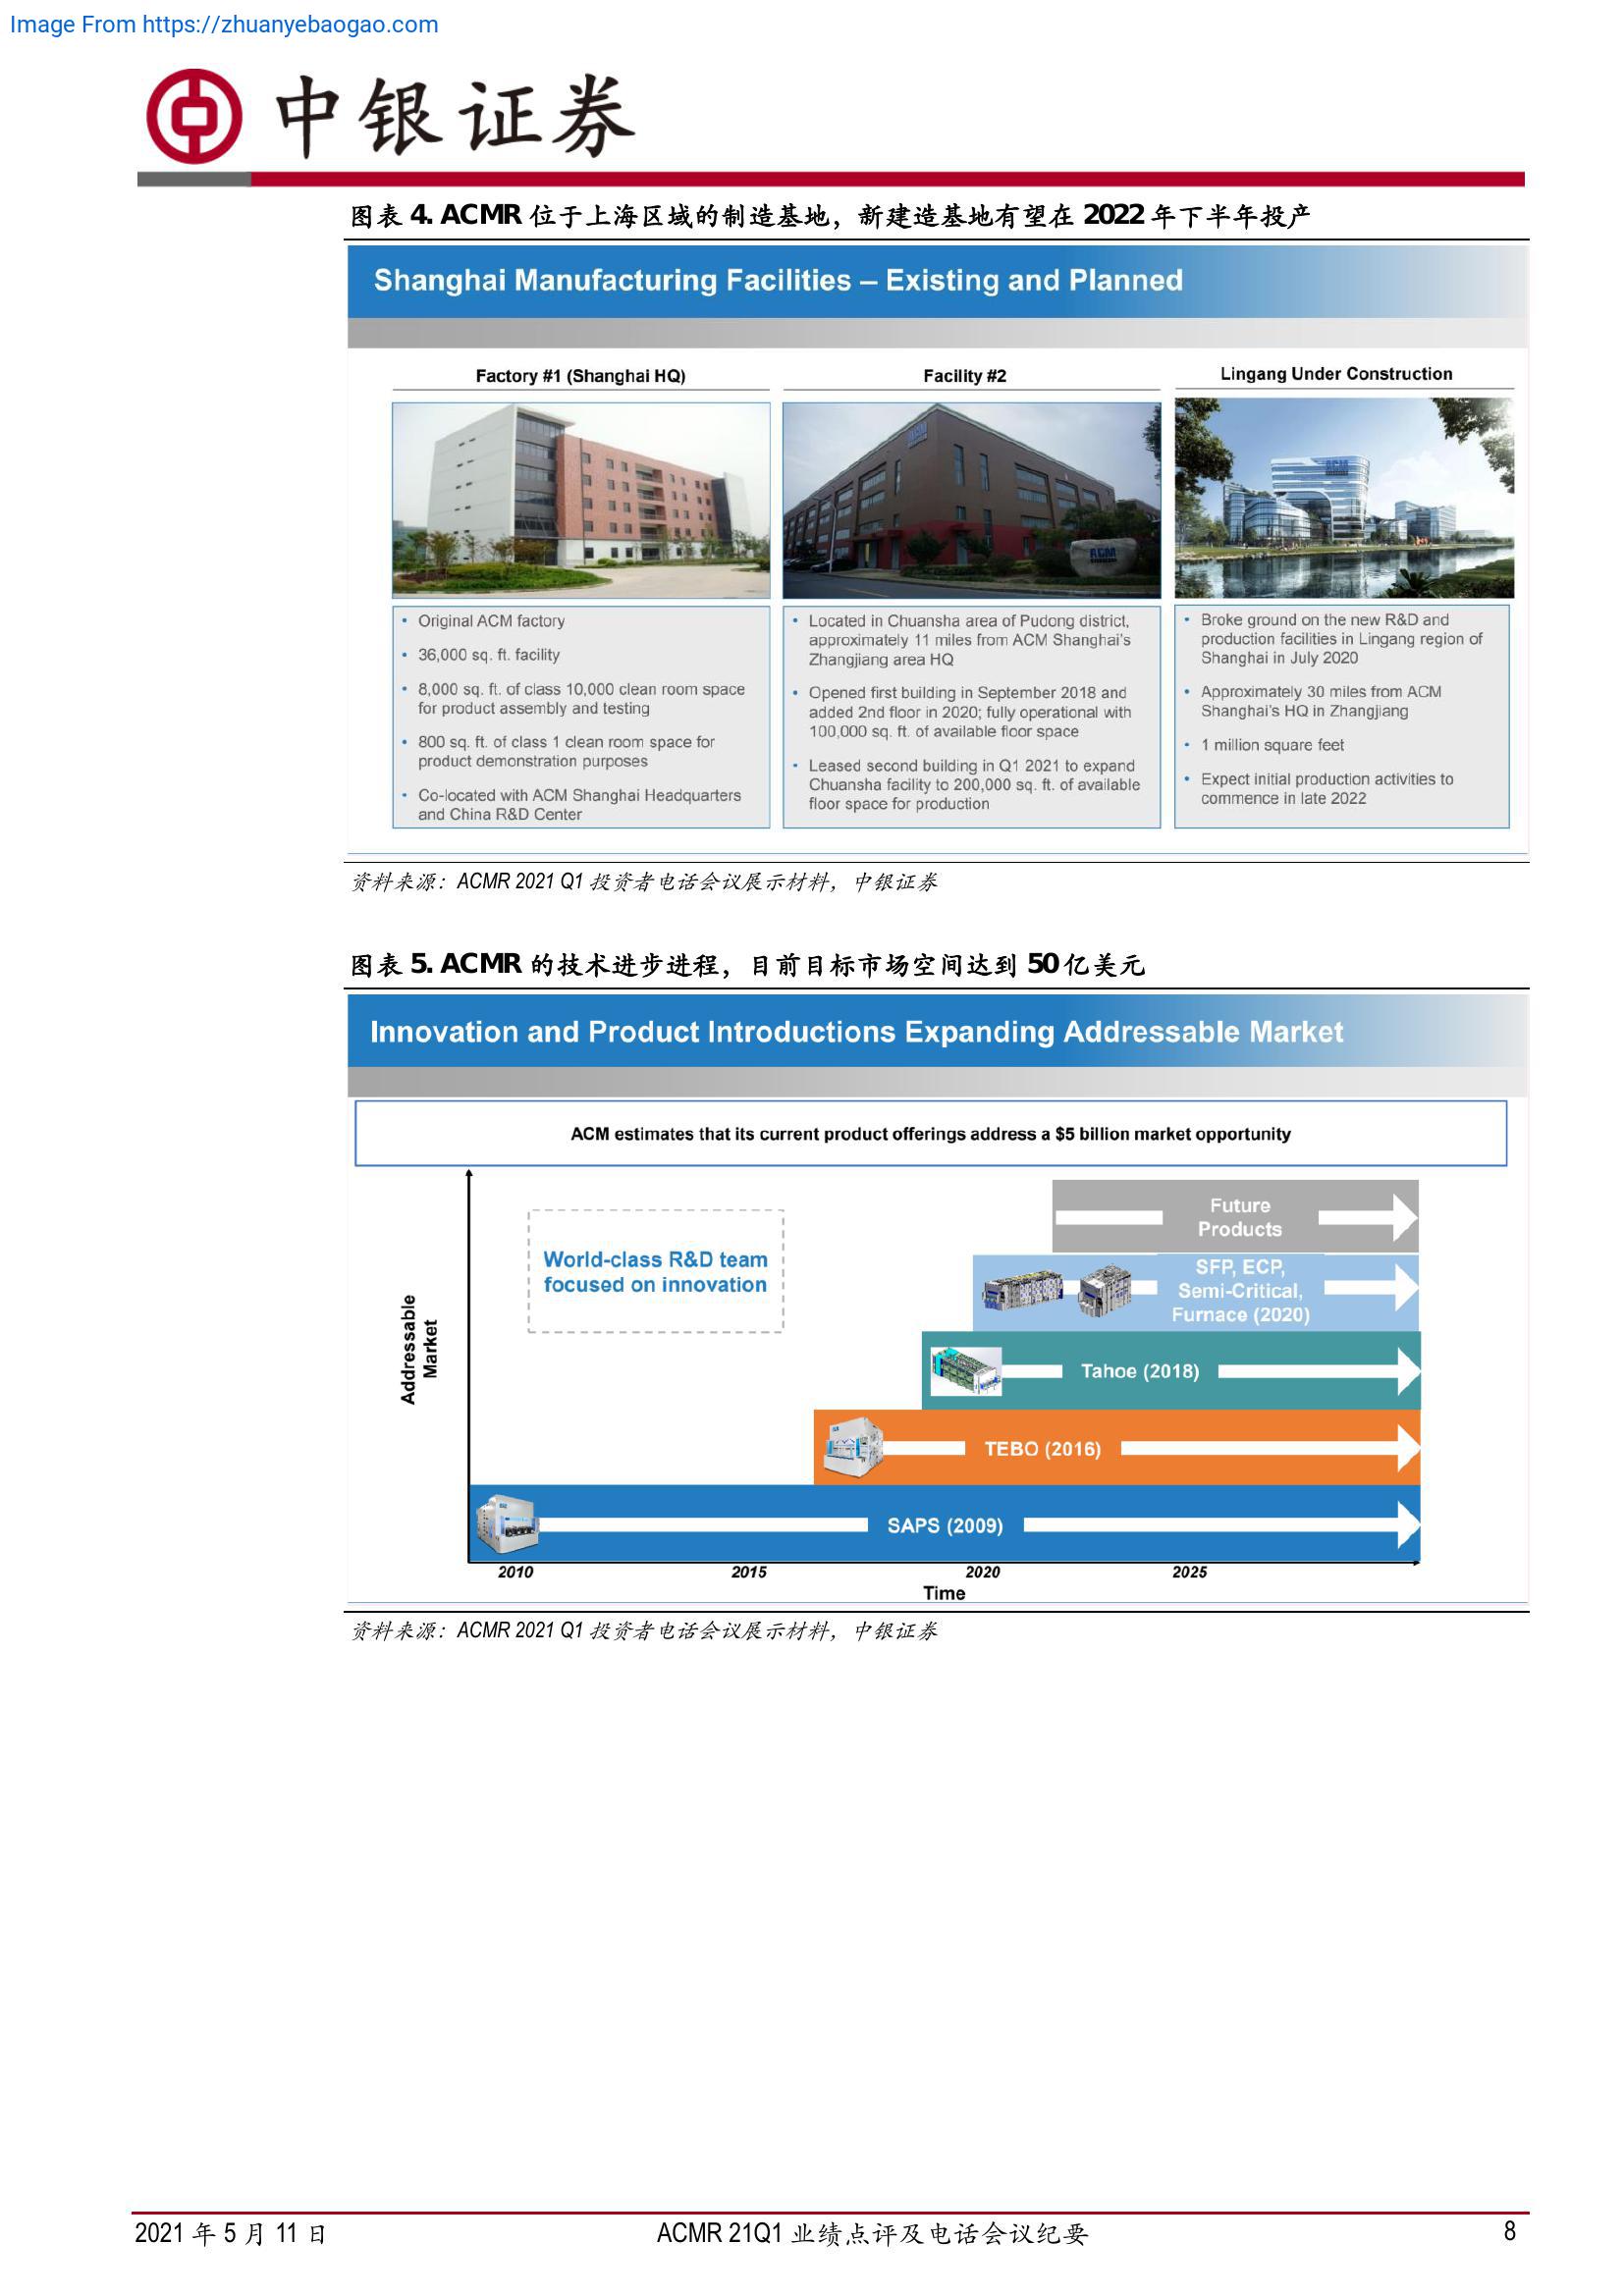 Image From https://zhuanyebaogao.com
中银证券
图表 4. ACMR 位于上海区域的制造基地，新建造基地有望在 2022 年下半年投产
Shanghai Manufacturing Facilities – Existing and Planned
Factory #1 (Shanghai HQ)
• Original ACM factory
• 36,000 sq. ft. facility
• 8,000 sq. ft. of class 10,000 clean room space
for product assembly and testing
• 800 sq. ft. of class 1 clean room space for
product demonstration purposes
• Co-located with ACM Shanghai Headquarters
and China R&D Center
Facility #2
ACM
• Located in Chuansha area of Pudong district,
approximately 11 miles from ACM Shanghai's
Zhangjiang area HQ
• Opened first building in September 2018 and
added 2nd floor in 2020; fully operational with
100,000 sq. ft. of available floor space
• Leased second building in Q1 2021 to expand
Chuansha facility to 200,000 sq. ft. of available
floor space for production
Lingang Under Construction
ACM
• Broke ground on the new R&D and
production facilities in Lingang region of
Shanghai in July 2020
• Approximately 30 miles from ACM
Shanghai's HQ in Zhangjiang
• 1 million square feet
• Expect initial production activities to
commence in late 2022
资料来源：ACMR 2021 Q1 投资者电话会议展示材料，中银证券
图表 5. ACMR 的技术进步进程，目前目标市场空间达到 50 亿美元
Innovation and Product Introductions Expanding Addressable Market
ACM estimates that its current product offerings address a $5 billion market opportunity
Addressable
Market
World-class R&D team
focused on innovation
Future
Products
SFP, ECP,
Semi-Critical,
Furnace (2020)
Tahoe (2018)
TEBO (2016)
SAPS (2009)
2010 2015 2020 2025
Time
资料来源：ACMR 2021 Q1 投资者电话会议展示材料，中银证券
2021 年 5 月 11 日 ACMR 21Q1 业绩点评及电话会议纪要 8